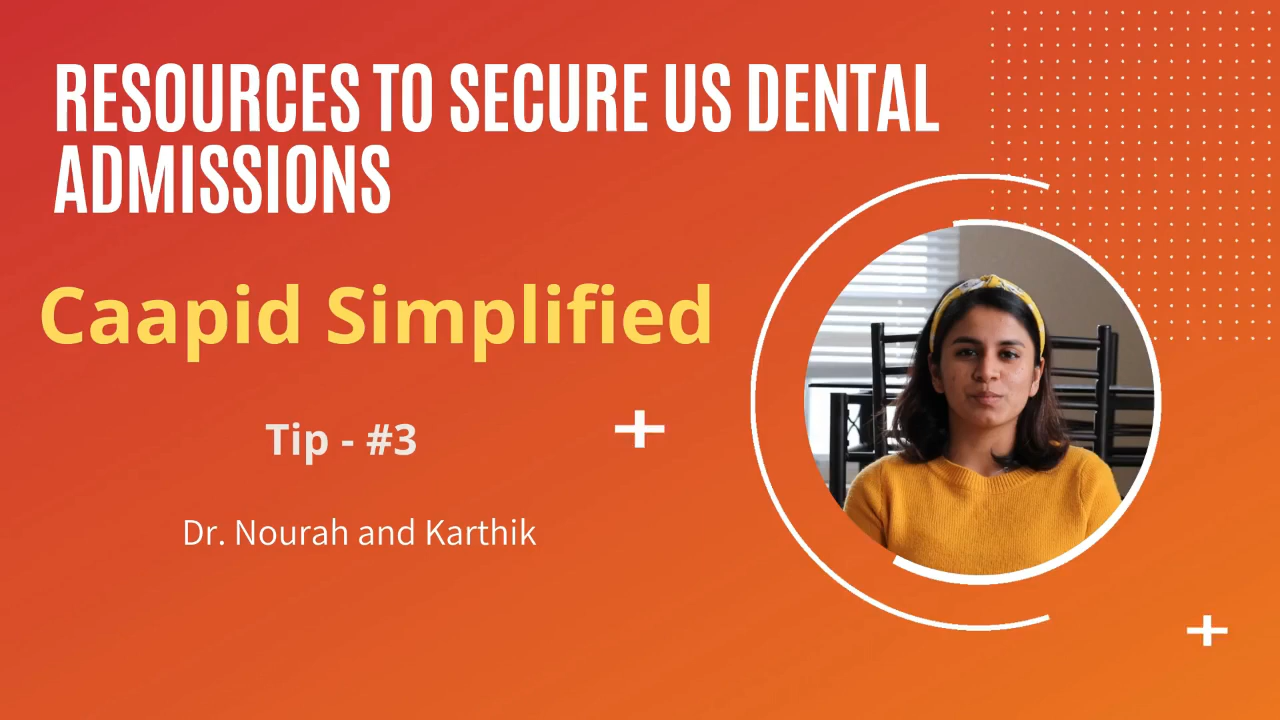 RESOURCES TO SECURE US DENTAL
ADMISSIONS
Caapid Simplified
Tip - #3
Dr. Nourah and Karthik